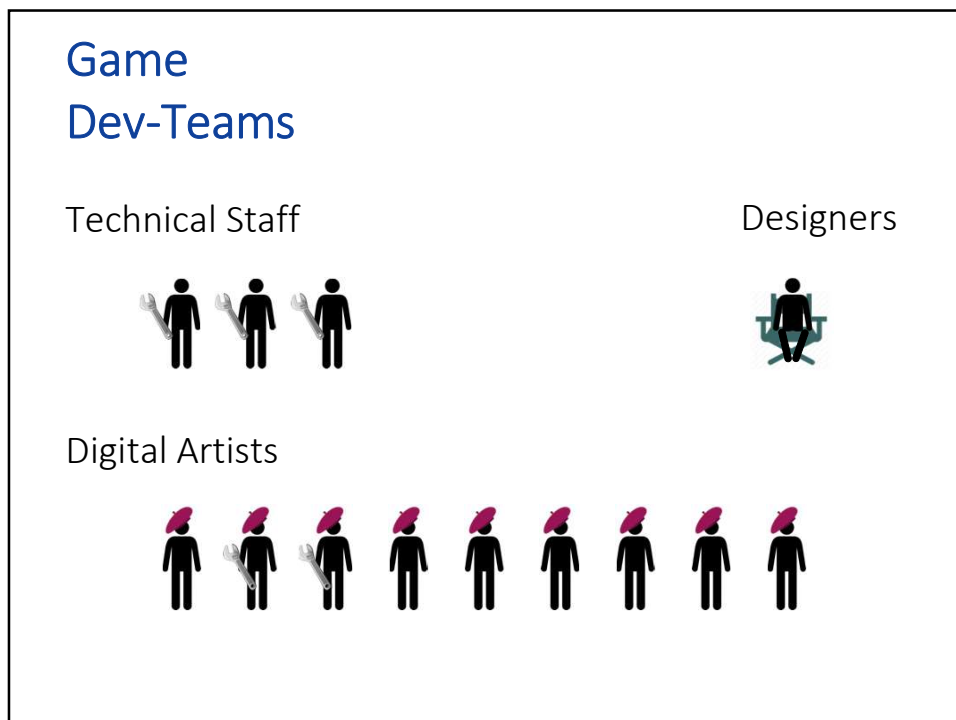 Game
Dev-Teams
Technical Staff
Designers
Digital Artists